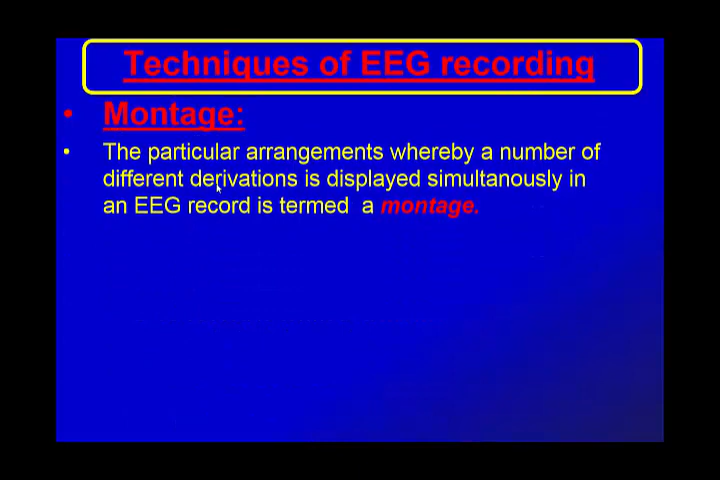 Techniques of EEG recording
• Montage:
• The particular arrangements whereby a number of
different derivations is displayed simultanously in
an EEG record is termed a montage.